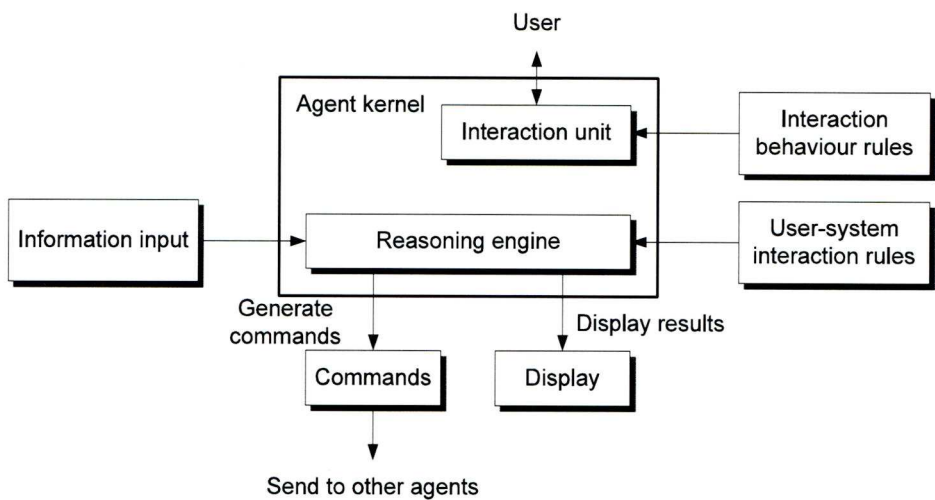 User
Agent kernel
Interaction unit
Interaction
behaviour rules
Information input
Reasoning engine
User-system
interaction rules
Generate
commands
Display results
Commands
Display
Send to other agents